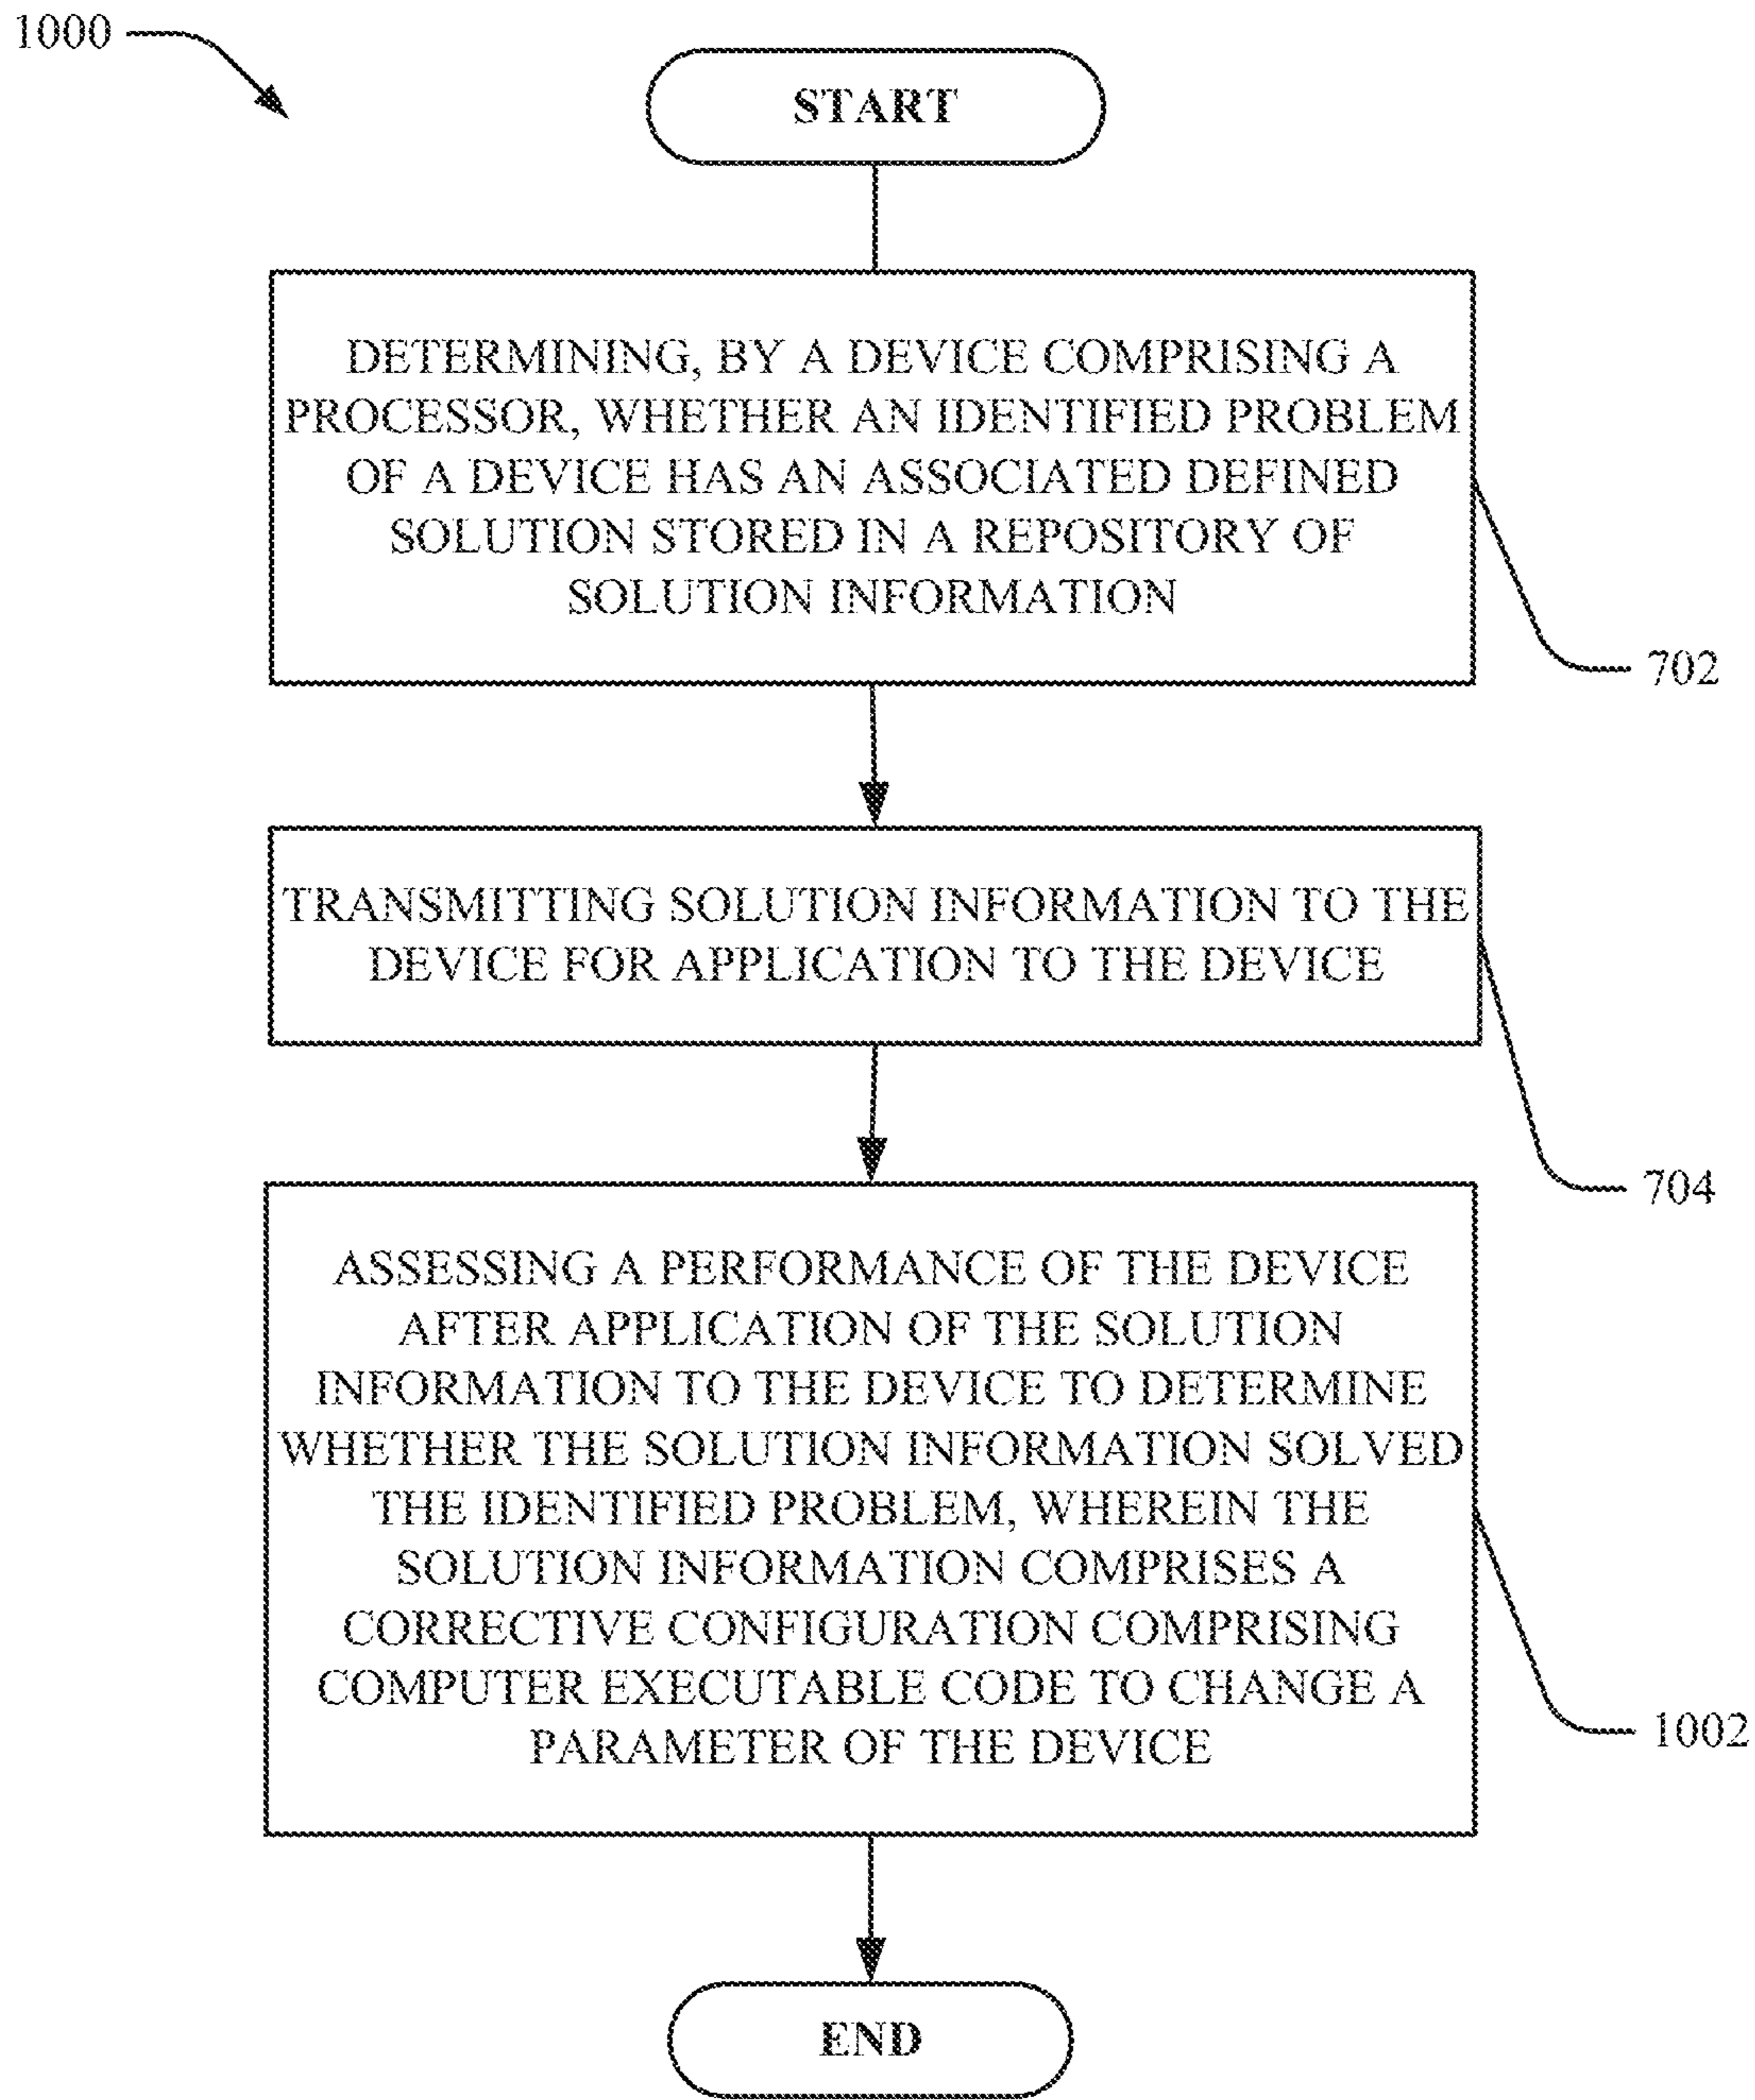 1000
START
DETERMINING, BY A DEVICE COMPRISING A
PROCESSOR, WHETHER AN IDENTIFIED PROBLEM
OF A DEVICE HAS AN ASSOCIATED DEFINED
SOLUTION STORED IN A REPOSITORY OF
SOLUTION INFORMATION
702
TRANSMITTING SOLUTION INFORMATION TO THE
DEVICE FOR APPLICATION TO THE DEVICE
704
ASSESSING A PERFORMANCE OF THE DEVICE
AFTER APPLICATION OF THE SOLUTION
INFORMATION TO THE DEVICE TO DETERMINE
WHETHER THE SOLUTION INFORMATION SOLVED
THE IDENTIFIED PROBLEM, WHEREIN THE
SOLUTION INFORMATION COMPRISES A
CORRECTIVE CONFIGURATION COMPRISING
COMPUTER EXECUTABLE CODE TO CHANGE A
PARAMETER OF THE DEVICE
1002
END